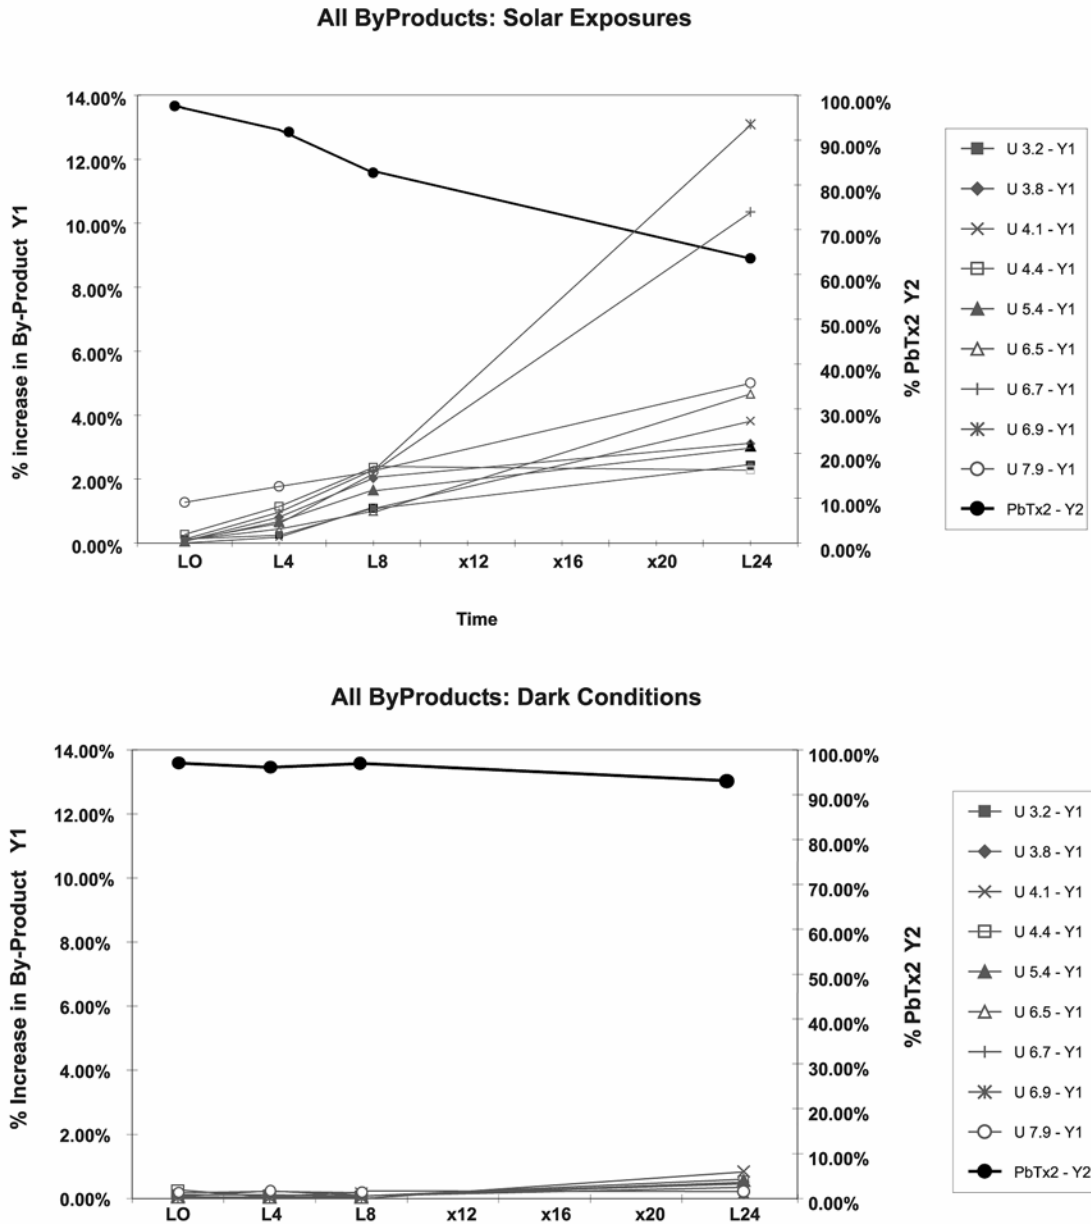 All ByProducts: Solar Exposures
% increase in By-Product Y1
14.00%
12.00%
10.00%
8.00%
6.00%
4.00%
2.00%
0.00%
LO L4 L8 x12 x16 x20 L24
Time
100.00%
90.00%
80.00%
70.00%
60.00%
50.00%
40.00%
30.00%
20.00%
10.00%
0.00%
% PbTx2 Y2
U 3.2 - Y1
U 3.8 - Y1
U 4.1 - Y1
U 4.4 - Y1
U 5.4 - Y1
U 6.5 - Y1
U 6.7 - Y1
U 6.9 - Y1
U 7.9 - Y1
PbTx2 - Y2
All ByProducts: Dark Conditions
% Increase in By-Product Y1
14.00%
12.00%
10.00%
8.00%
6.00%
4.00%
2.00%
0.00%
LO L4 L8 x12 x16 x20 L24
100.00%
90.00%
80.00%
70.00%
60.00%
50.00%
40.00%
30.00%
20.00%
10.00%
0.00%
% PbTx2 Y2
U 3.2 - Y1
U 3.8 - Y1
U 4.1 - Y1
U 4.4 - Y1
U 5.4 - Y1
U 6.5 - Y1
U 6.7 - Y1
U 6.9 - Y1
U 7.9 - Y1
PbTx2 - Y2